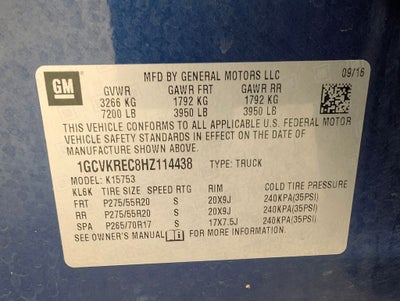 GM
MFD BY GENERAL MOTORS LLC 09/16
GVWR GAWR FRT GAWR RR
3266 KG 1792 KG 1792 KG
7200 LB 3950 LB 3950 LB
THIS VEHICLE CONFORMS TO ALL APPLICABLE U.S. FEDERAL MOTOR
VEHICLE SAFETY STANDARDS IN EFFECT ON THE DATE OF
MANUFACTURE SHOWN ABOVE.
1GCVKREC8HZ114438 TYPE: TRUCK
MODEL: K15753
KL6K TIRE SIZE SPEED RTG RIM COLD TIRE PRESSURE
FRT P275/55R20 S 20X9J 240KPA(35PSI)
RR P275/55R20 S 20X9J 240KPA(35PSI)
SPA P265/70R17 S 17X7.5J 240KPA(35PSI)
SEE OWNER'S MANUAL FOR MORE INFORMATION.